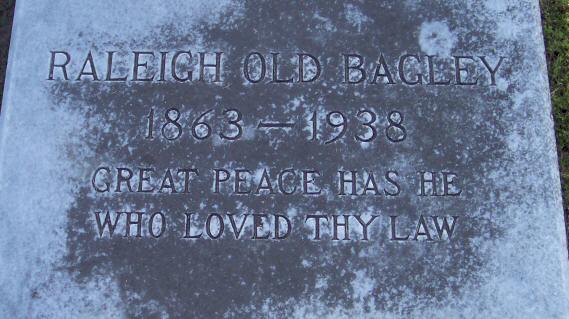 RALEIGH OLD BAGLEY
1863 — 1938
GREAT PEACE HAS HE
WHO LOVED THY LAW